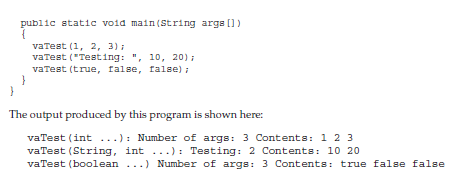 public static void main(String args[])
{
vaTest(1, 2, 3);
vaTest("Testing: ", 10, 20);
vaTest(true, false, false);
}
}
The output produced by this program is shown here:
vaTest(int ...): Number of args: 3 Contents: 1 2 3
vaTest(String, int ...): Testing: 2 Contents: 10 20
vaTest(boolean ...) Number of args: 3 Contents: true false false